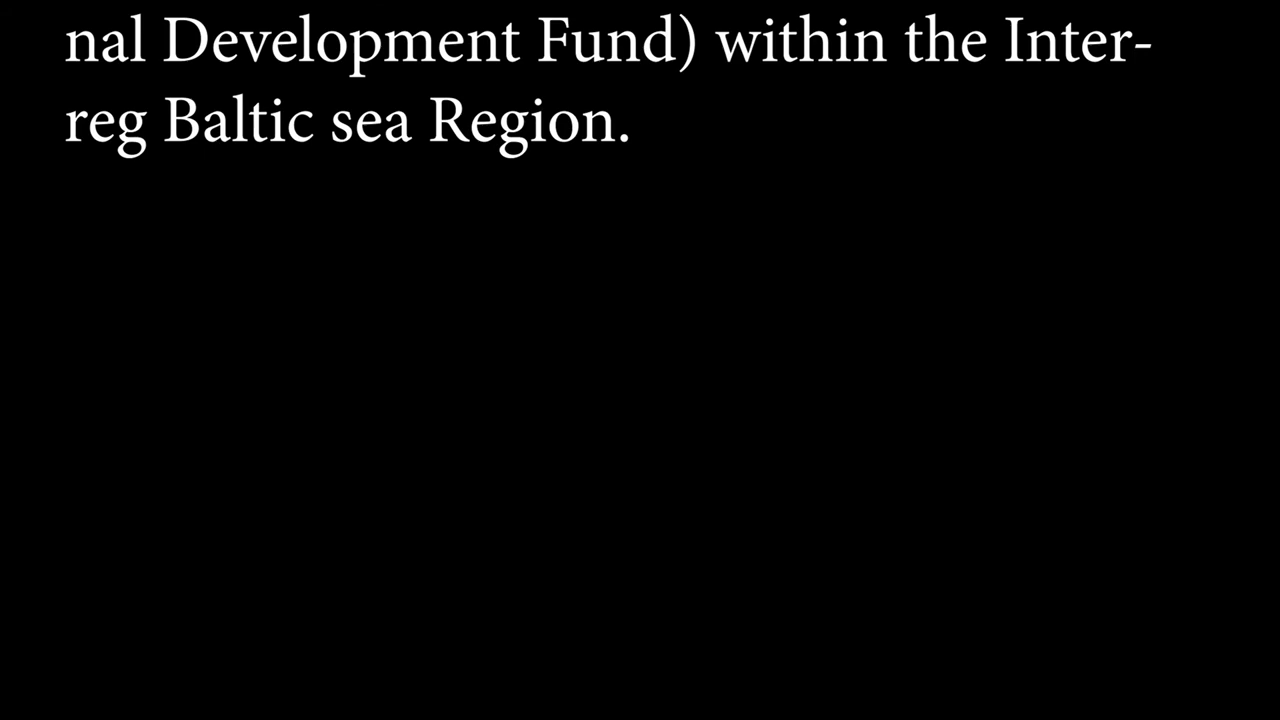 nal Development Fund) within the Inter-
reg Baltic sea Region.